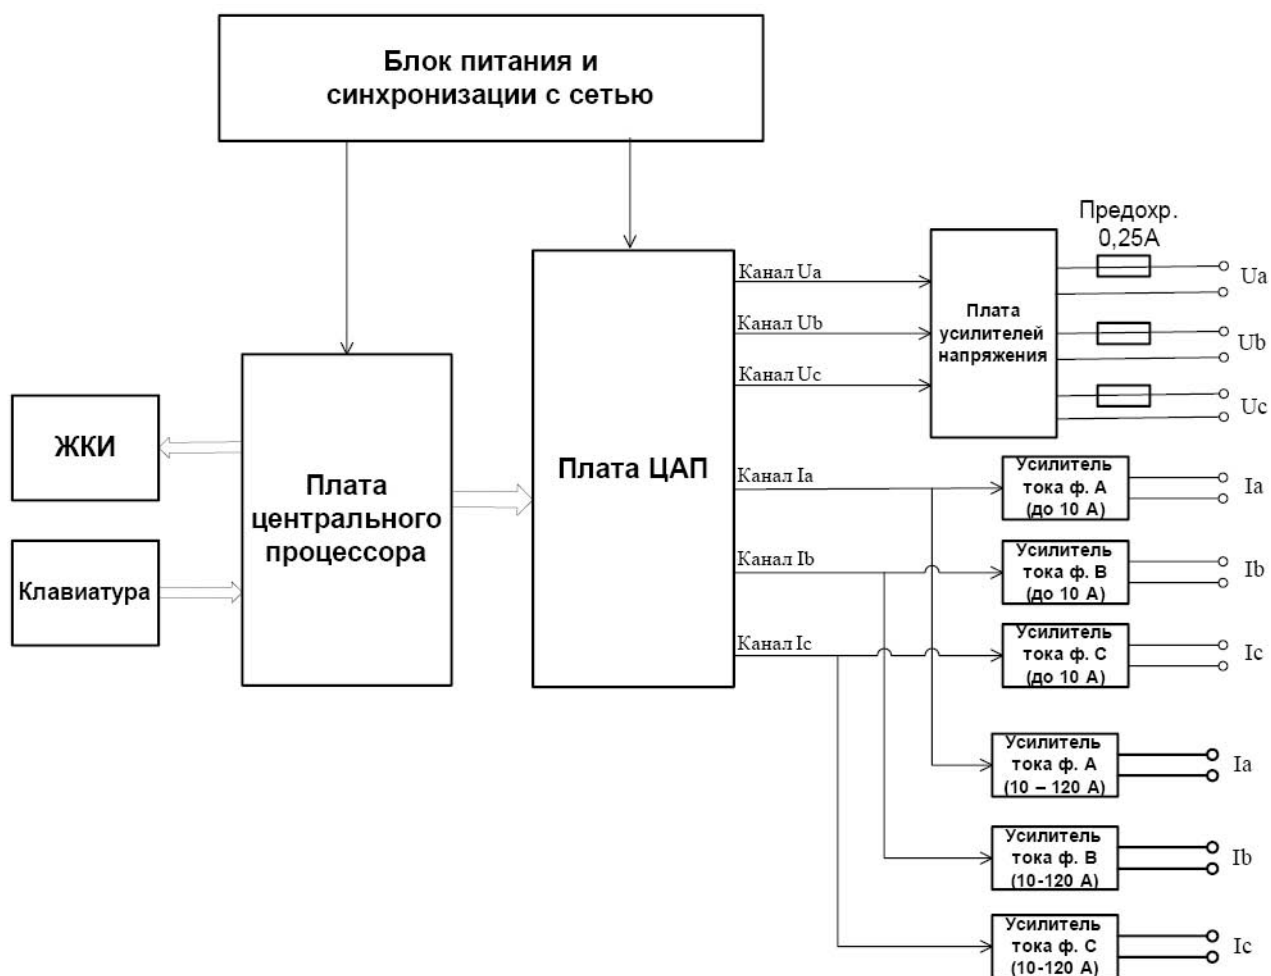 Блок питания и
синхронизации с сетью
Предохр.
0,25А
Канал Ua
Канал Ub
Канал Uc
Плата
усилителей
напряжения
Ua
Ub
Uc
ЖКИ
Клавиатура
Плата
центрального
процессора
Плата ЦАП
Канал Ia
Канал Ib
Канал Ic
Усилитель
тока ф. А
(до 10 А)
Ia
Усилитель
тока ф. В
(до 10 А)
Ib
Усилитель
тока ф. С
(до 10 А)
Ic
Усилитель
тока ф. А
(10 – 120 А)
Ia
Усилитель
тока ф. В
(10-120 А)
Ib
Усилитель
тока ф. С
(10-120 А)
Ic